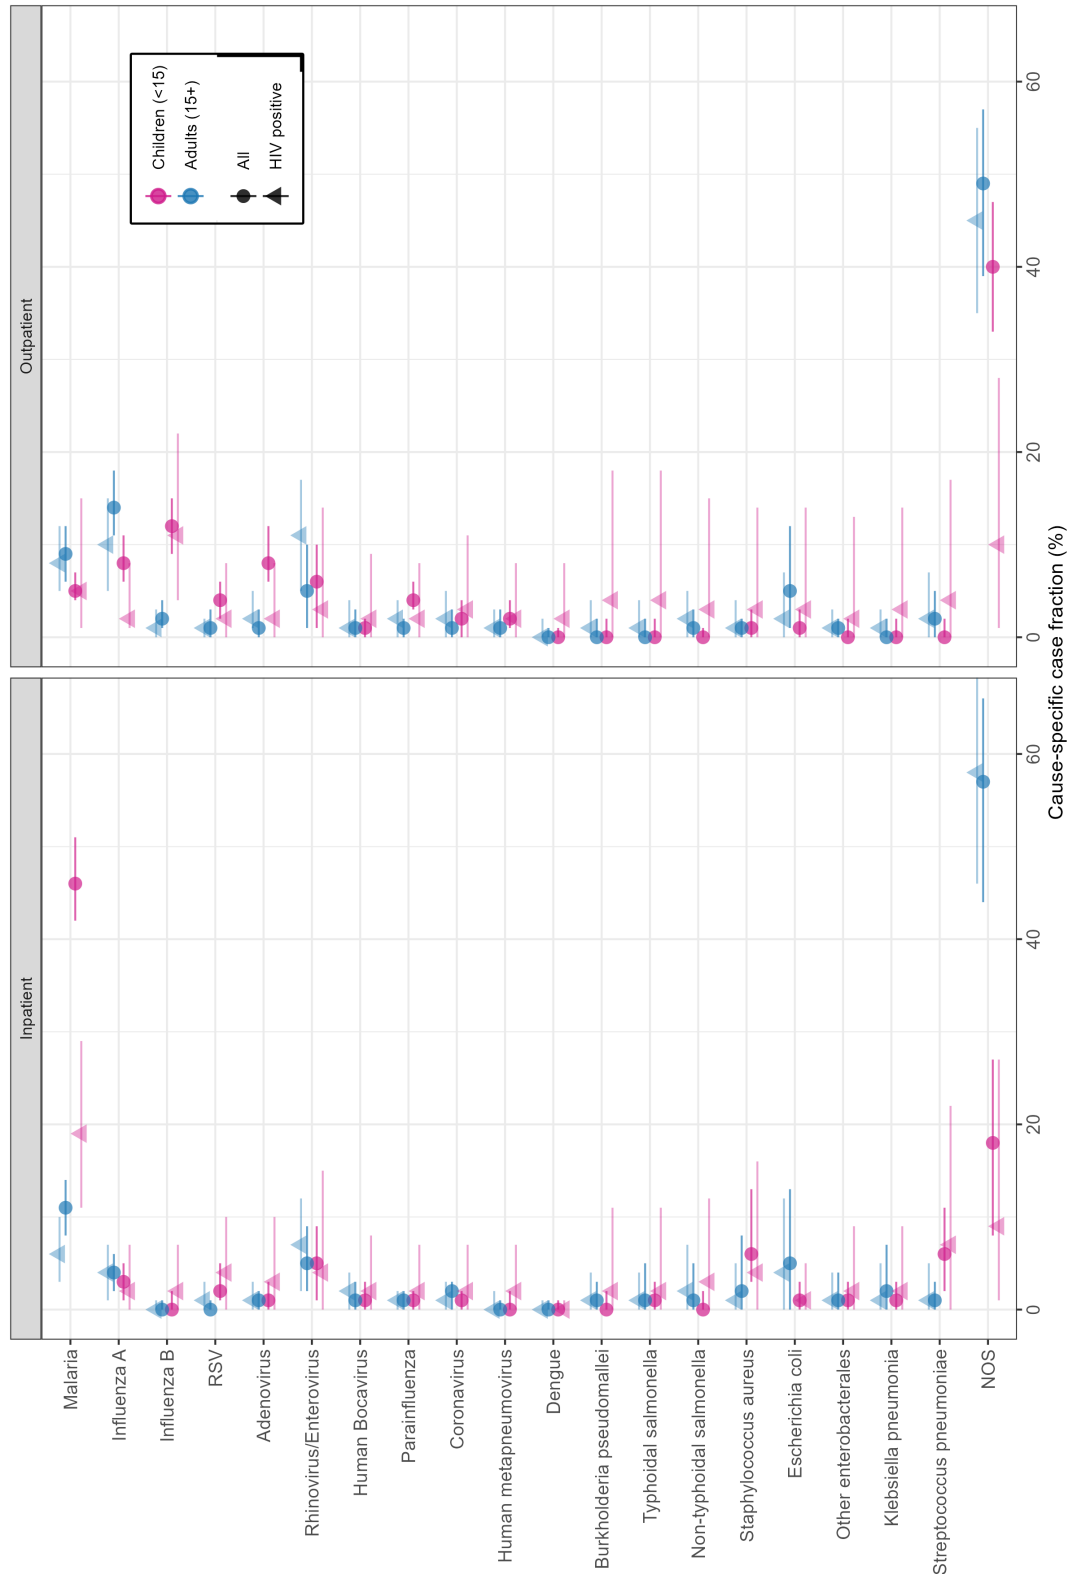 Inpatient
Outpatient
Malaria
Influenza A
Influenza B
RSV
Adenovirus
Rhinovirus/Enterovirus
Human Bocavirus
Parainfluenza
Coronavirus
Human metapneumovirus
Dengue
Burkholderia pseudomallei
Typhoidal salmonella
Non-typhoidal salmonella
Staphylococcus aureus
Escherichia coli
Other enterobacterales
Klebsiella pneumonia
Streptococcus pneumoniae
NOS
0
20
40
60
0
20
40
60
Cause-specific case fraction (%)
Children (<15)
Adults (15+)
All
HIV positive